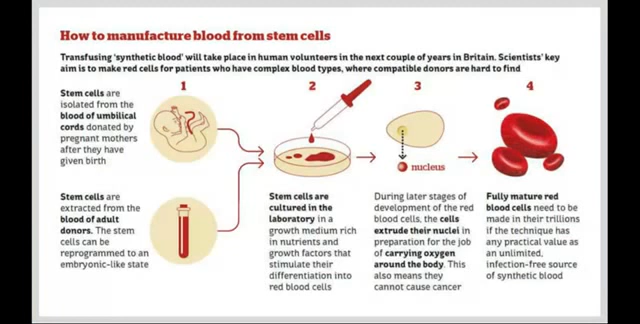 How to manufacture blood from stem cells
Transfusing ‘synthetic blood’ will take place in human volunteers in the next couple of years in Britain. Scientists’ key
aim is to make red cells for patients who have complex blood types, where compatible donors are hard to find
1
Stem cells are
isolated from the
blood of umbilical
cords donated by
pregnant mothers
after they have
given birth
Stem cells are
extracted from the
blood of adult
donors. The stem
cells can be
reprogrammed to an
embryonic-like state
2
Stem cells are
cultured in the
laboratory in a
growth medium rich
in nutrients and
growth factors that
stimulate their
differentiation into
red blood cells
3
nucleus
During later stages of
development of the red
blood cells, the cells
extrude their nuclei in
preparation for the job
of carrying oxygen
around the body. This
also means they
cannot cause cancer
4
Fully mature red
blood cells need to be
made in their trillions
if the technique has
any practical value as
an unlimited,
infection-free source
of synthetic blood